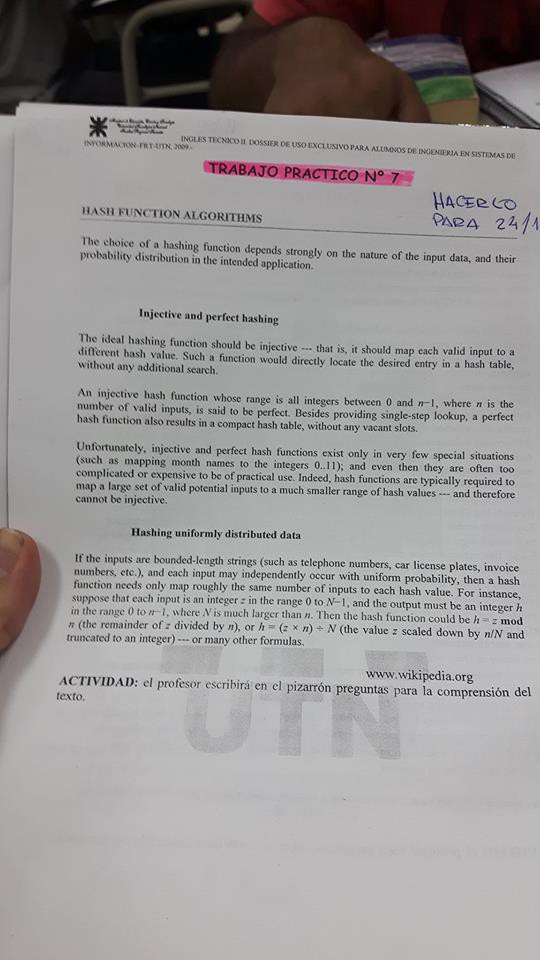 INGLES TECNICO II. DOSSIER DE USO EXCLUSIVO PARA ALUMNOS DE INGENIERIA EN SISTEMAS DE
INFORMACION-FRT-UTN, 2009.-
TRABAJO PRACTICO N° 7
HACERLO
PARA 24/1
HASH FUNCTION ALGORITHMS
The choice of a hashing function depends strongly on the nature of the input data, and their
probability distribution in the intended application.
Injective and perfect hashing
The ideal hashing function should be injective --- that is, it should map each valid input to a
different hash value. Such a function would directly locate the desired entry in a hash table,
without any additional search.
An injective hash function whose range is all integers between 0 and n−1, where n is the
number of valid inputs, is said to be perfect. Besides providing single-step lookup, a perfect
hash function also results in a compact hash table, without any vacant slots.
Unfortunately, injective and perfect hash functions exist only in very few special situations
(such as mapping month names to the integers 0..11); and even then they are often too
complicated or expensive to be of practical use. Indeed, hash functions are typically required to
map a large set of valid potential inputs to a much smaller range of hash values --- and therefore
cannot be injective.
Hashing uniformly distributed data
If the inputs are bounded-length strings (such as telephone numbers, car license plates, invoice
numbers, etc.), and each input may independently occur with uniform probability, then a hash
function needs only map roughly the same number of inputs to each hash value. For instance,
suppose that each input is an integer z in the range 0 to N−1, and the output must be an integer h
in the range 0 to n−1, where N is much larger than n. Then the hash function could be h = z mod
n (the remainder of z divided by n), or h = (z × n) ÷ N (the value z scaled down by n/N and
truncated to an integer) --- or many other formulas.
www.wikipedia.org
ACTIVIDAD: el profesor escribirá en el pizarrón preguntas para la comprensión del
texto.
UTN